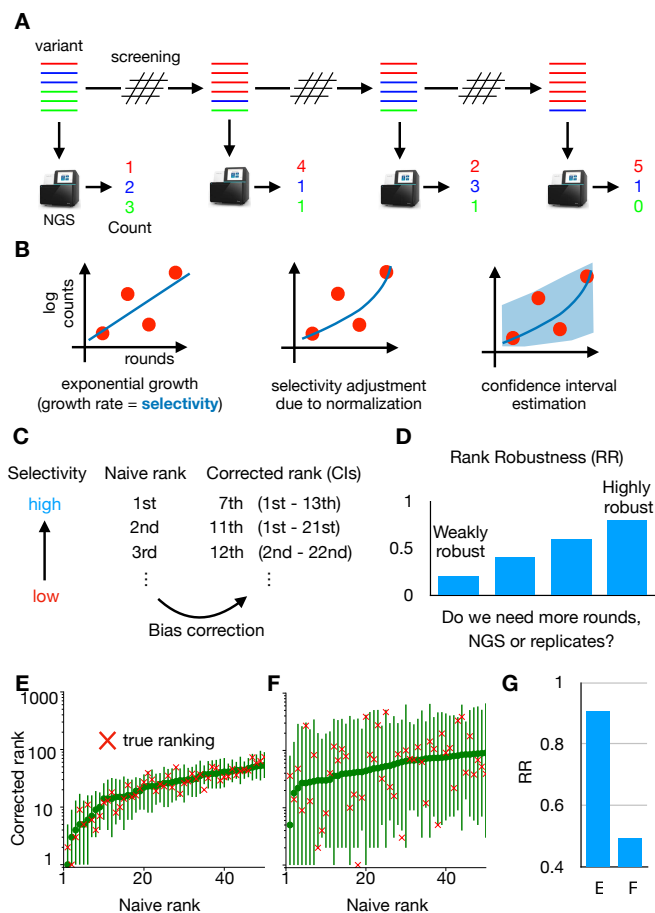 A
variant
screening
NGS
1
2
3
Count
4
1
1
2
3
1
5
1
0
B
log
counts
rounds
exponential growth
(growth rate = selectivity)
selectivity adjustment
due to normalization
confidence interval
estimation
C
Selectivity
high
low
Naive rank
Corrected rank (CIs)
1st
7th (1st - 13th)
2nd
11th (1st - 21st)
3rd
12th (2nd - 22nd)
⋮
⋮
Bias correction
D
Rank Robustness (RR)
1
0.5
0
Weakly
robust
Highly
robust
Do we need more rounds,
NGS or replicates?
E
1000
100
10
1
Corrected rank
true ranking
1
20
40
Naive rank
F
1
20
40
Naive rank
G
1
0.8
0.6
0.4
RR
E
F